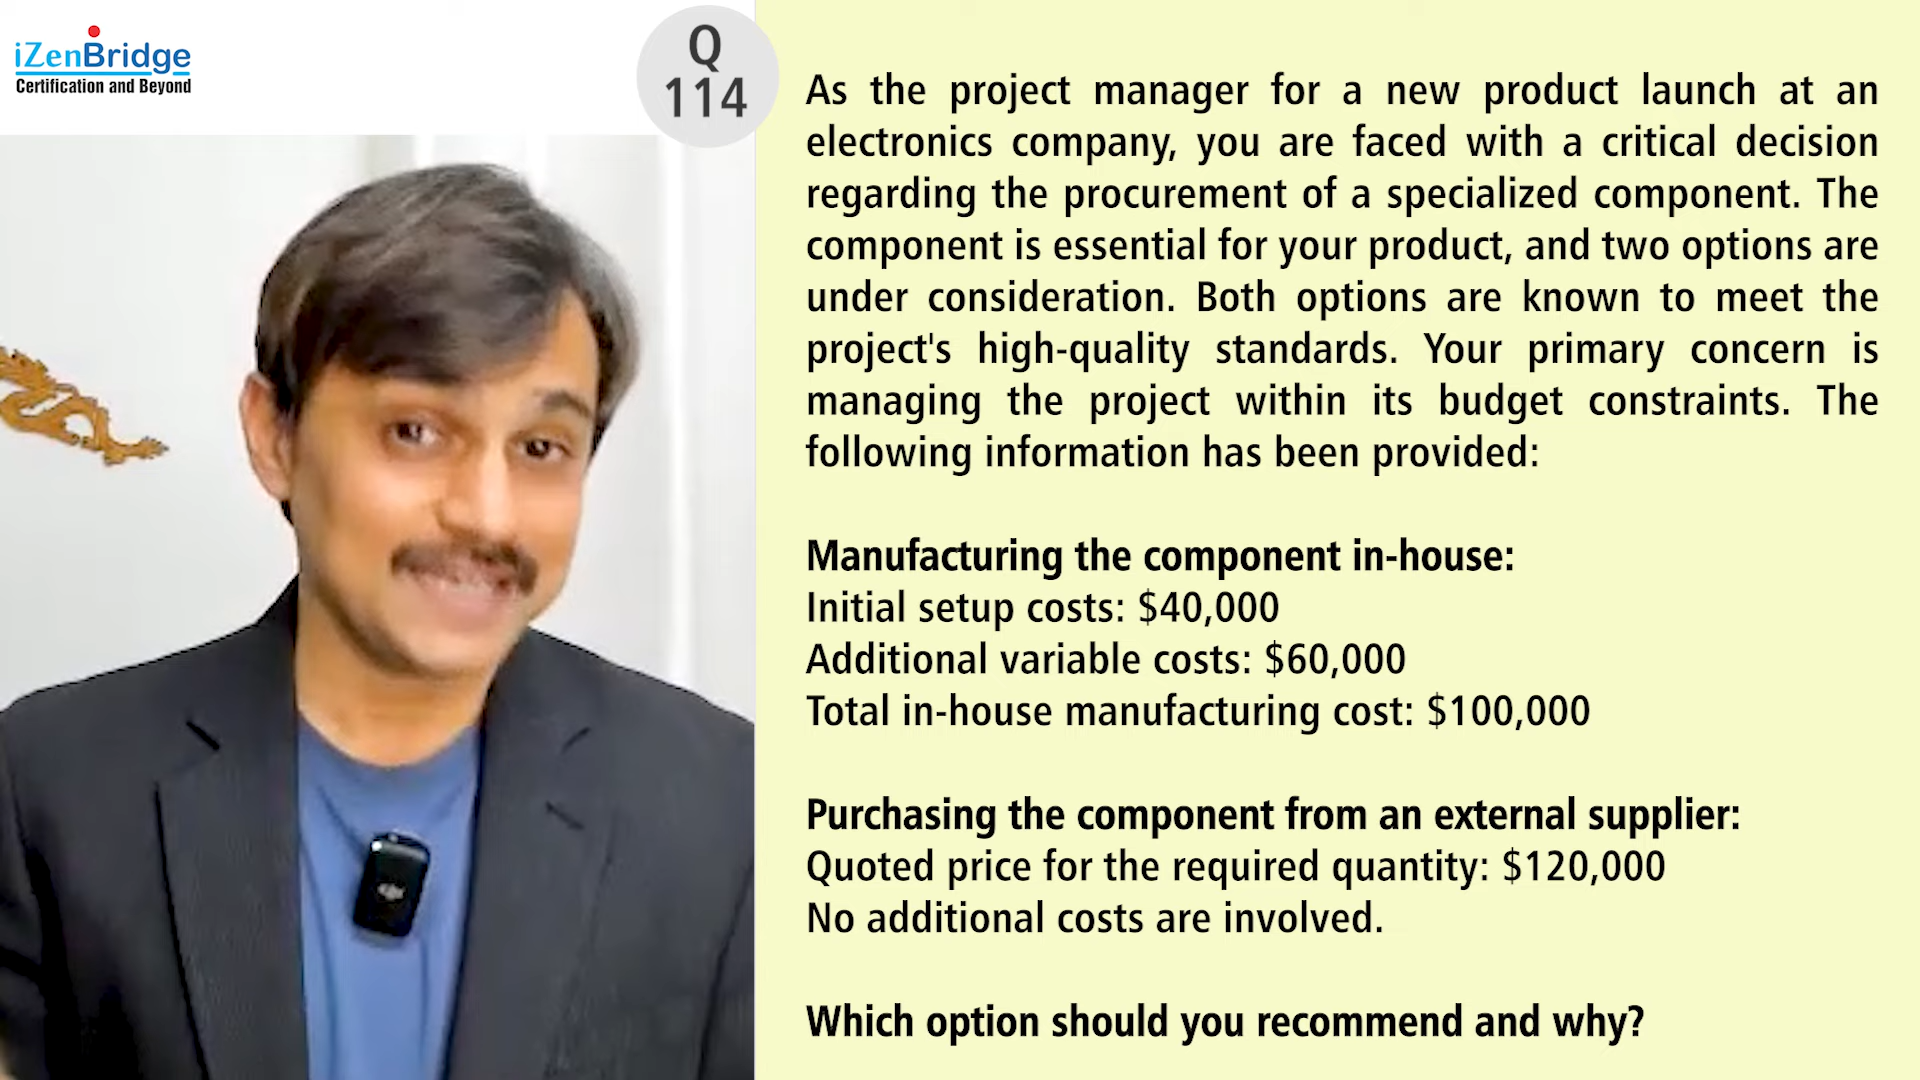 iZenBridge
Certification and Beyond
Q
114
As the project manager for a new product launch at an
electronics company, you are faced with a critical decision
regarding the procurement of a specialized component. The
component is essential for your product, and two options are
under consideration. Both options are known to meet the
project's high-quality standards. Your primary concern is
managing the project within its budget constraints. The
following information has been provided:
Manufacturing the component in-house:
Initial setup costs: $40,000
Additional variable costs: $60,000
Total in-house manufacturing cost: $100,000
Purchasing the component from an external supplier:
Quoted price for the required quantity: $120,000
No additional costs are involved.
Which option should you recommend and why?